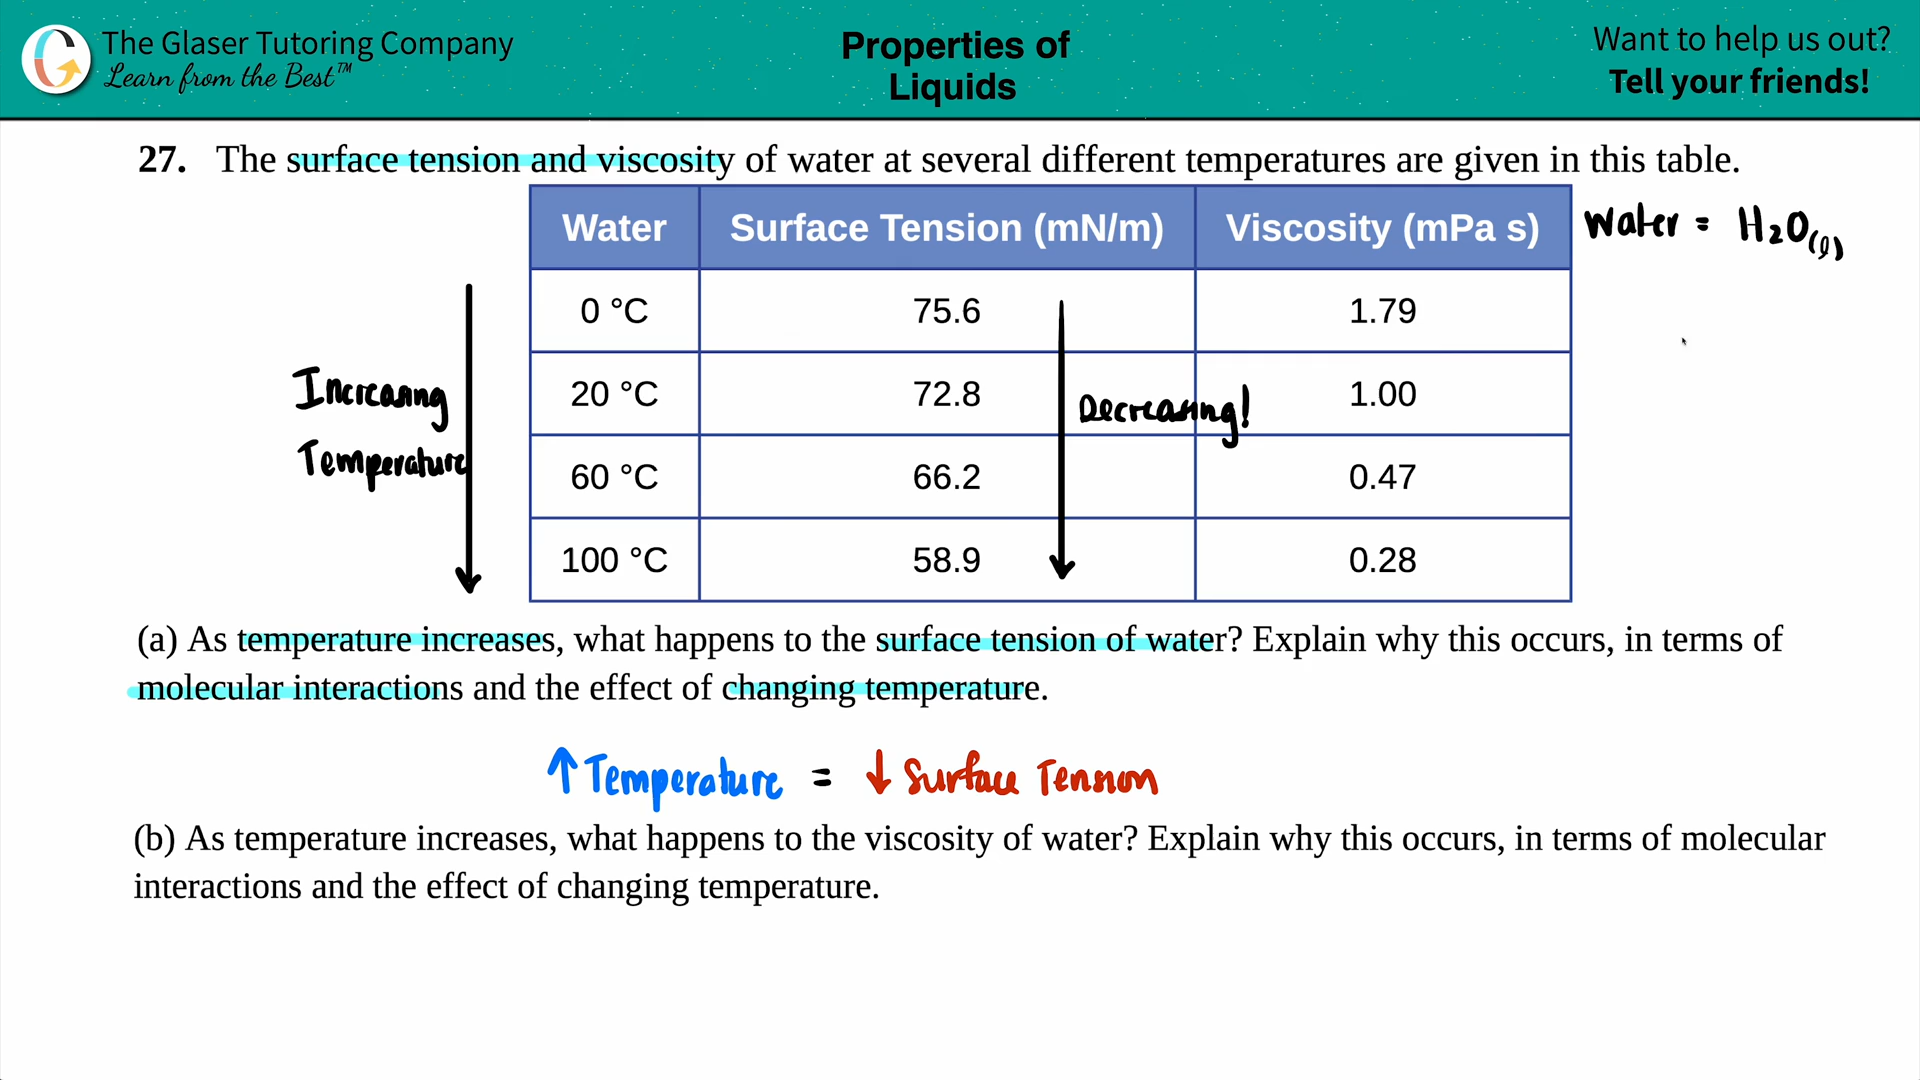 The Glaser Tutoring Company
Learn from the Best™
Properties of
Liquids
Want to help us out?
Tell your friends!
27. The surface tension and viscosity of water at several different temperatures are given in this table.
Water Surface Tension (mN/m) Viscosity (mPa s)
0 °C 75.6 1.79
20 °C 72.8 1.00
60 °C 66.2 0.47
100 °C 58.9 0.28
Water = H₂O(l)
Increasing
Temperature
Decreasing!
(a) As temperature increases, what happens to the surface tension of water? Explain why this occurs, in terms of
molecular interactions and the effect of changing temperature.
↑ Temperature = ↓ Surface Tension
(b) As temperature increases, what happens to the viscosity of water? Explain why this occurs, in terms of molecular
interactions and the effect of changing temperature.